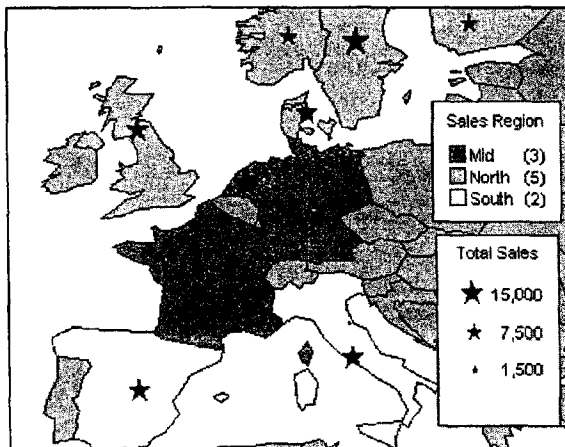 Sales Region
Mid (3)
North (5)
South (2)
Total Sales
15,000
7,500
1,500